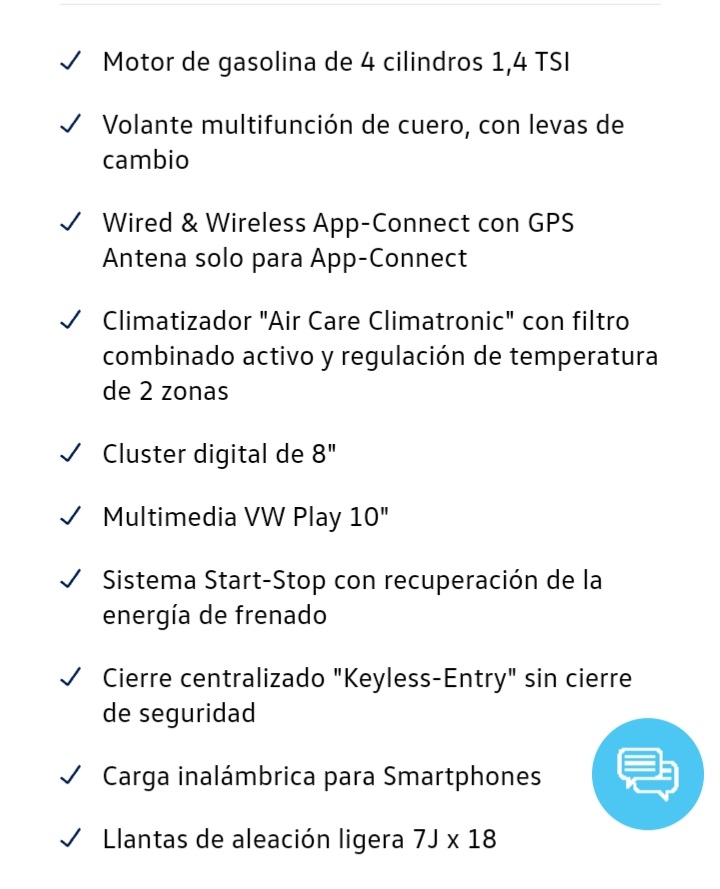 Motor de gasolina de 4 cilindros 1,4 TSI
Volante multifunción de cuero, con levas de
cambio
Wired & Wireless App-Connect con GPS
Antena solo para App-Connect
Climatizador "Air Care Climatronic" con filtro
combinado activo y regulación de temperatura
de 2 zonas
Cluster digital de 8"
Multimedia VW Play 10"
Sistema Start-Stop con recuperación de la
energía de frenado
Cierre centralizado "Keyless-Entry" sin cierre
de seguridad
Carga inalámbrica para Smartphones
Llantas de aleación ligera 7J x 18